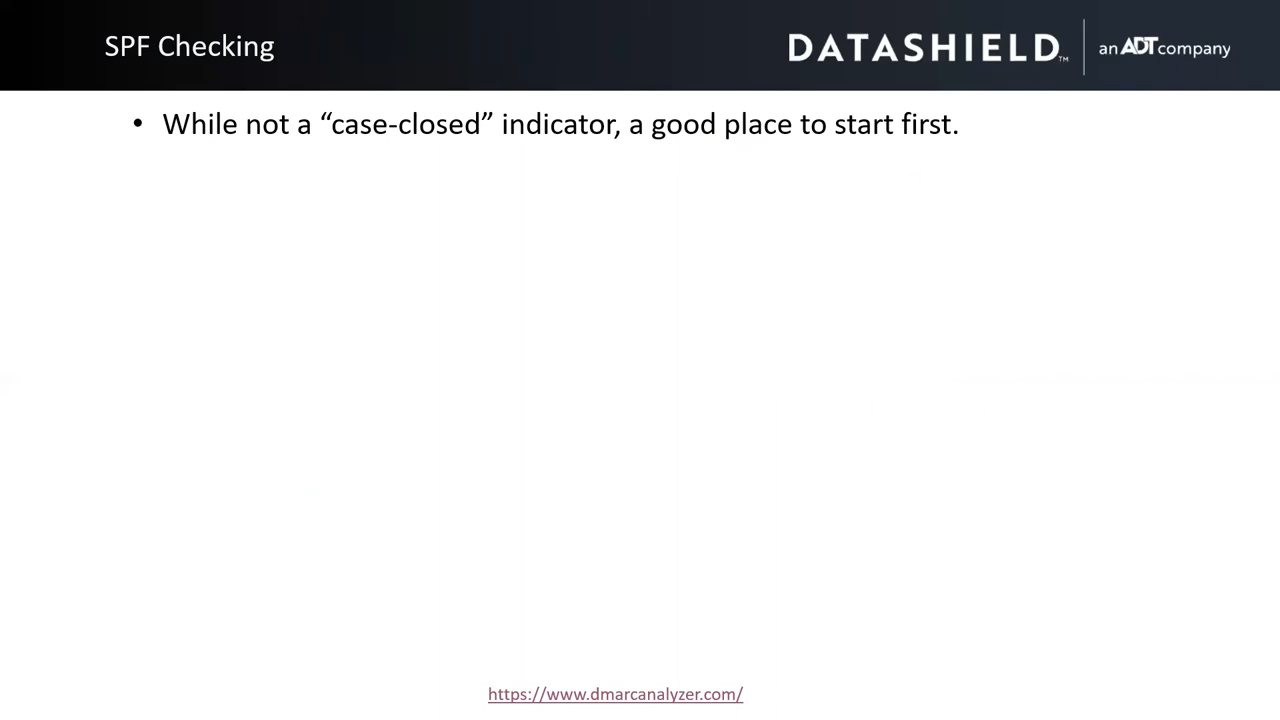 SPF Checking
DATASHIELD™ an ADT company
• While not a “case-closed” indicator, a good place to start first.
https://www.dmarcanalyzer.com/